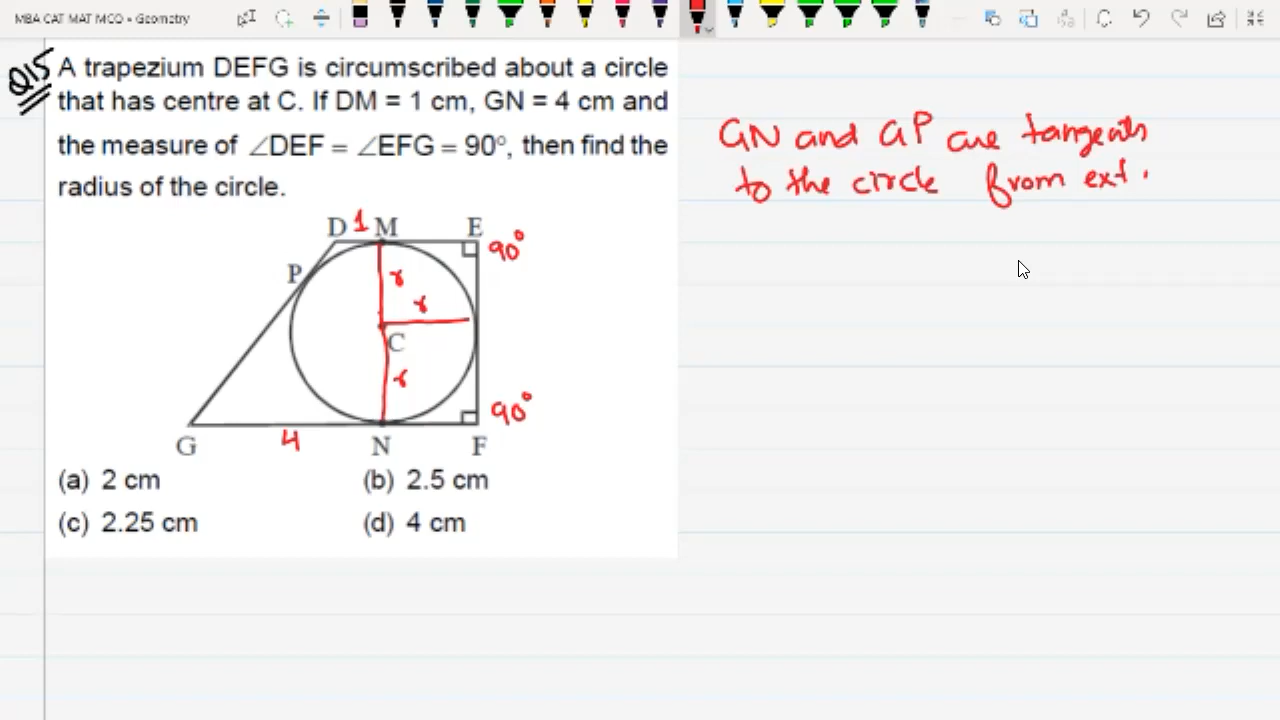 MBA CAT MAT MCQ » Geometry
Q15 A trapezium DEFG is circumscribed about a circle
that has centre at C. If DM = 1 cm, GN = 4 cm and
the measure of ∠DEF = ∠EFG = 90°, then find the
radius of the circle.
GN and GP are tangents
to the circle from ext.
D 1 M E
90°
P r
r
C
r
90°
G 4 N F
(a) 2 cm (b) 2.5 cm
(c) 2.25 cm (d) 4 cm